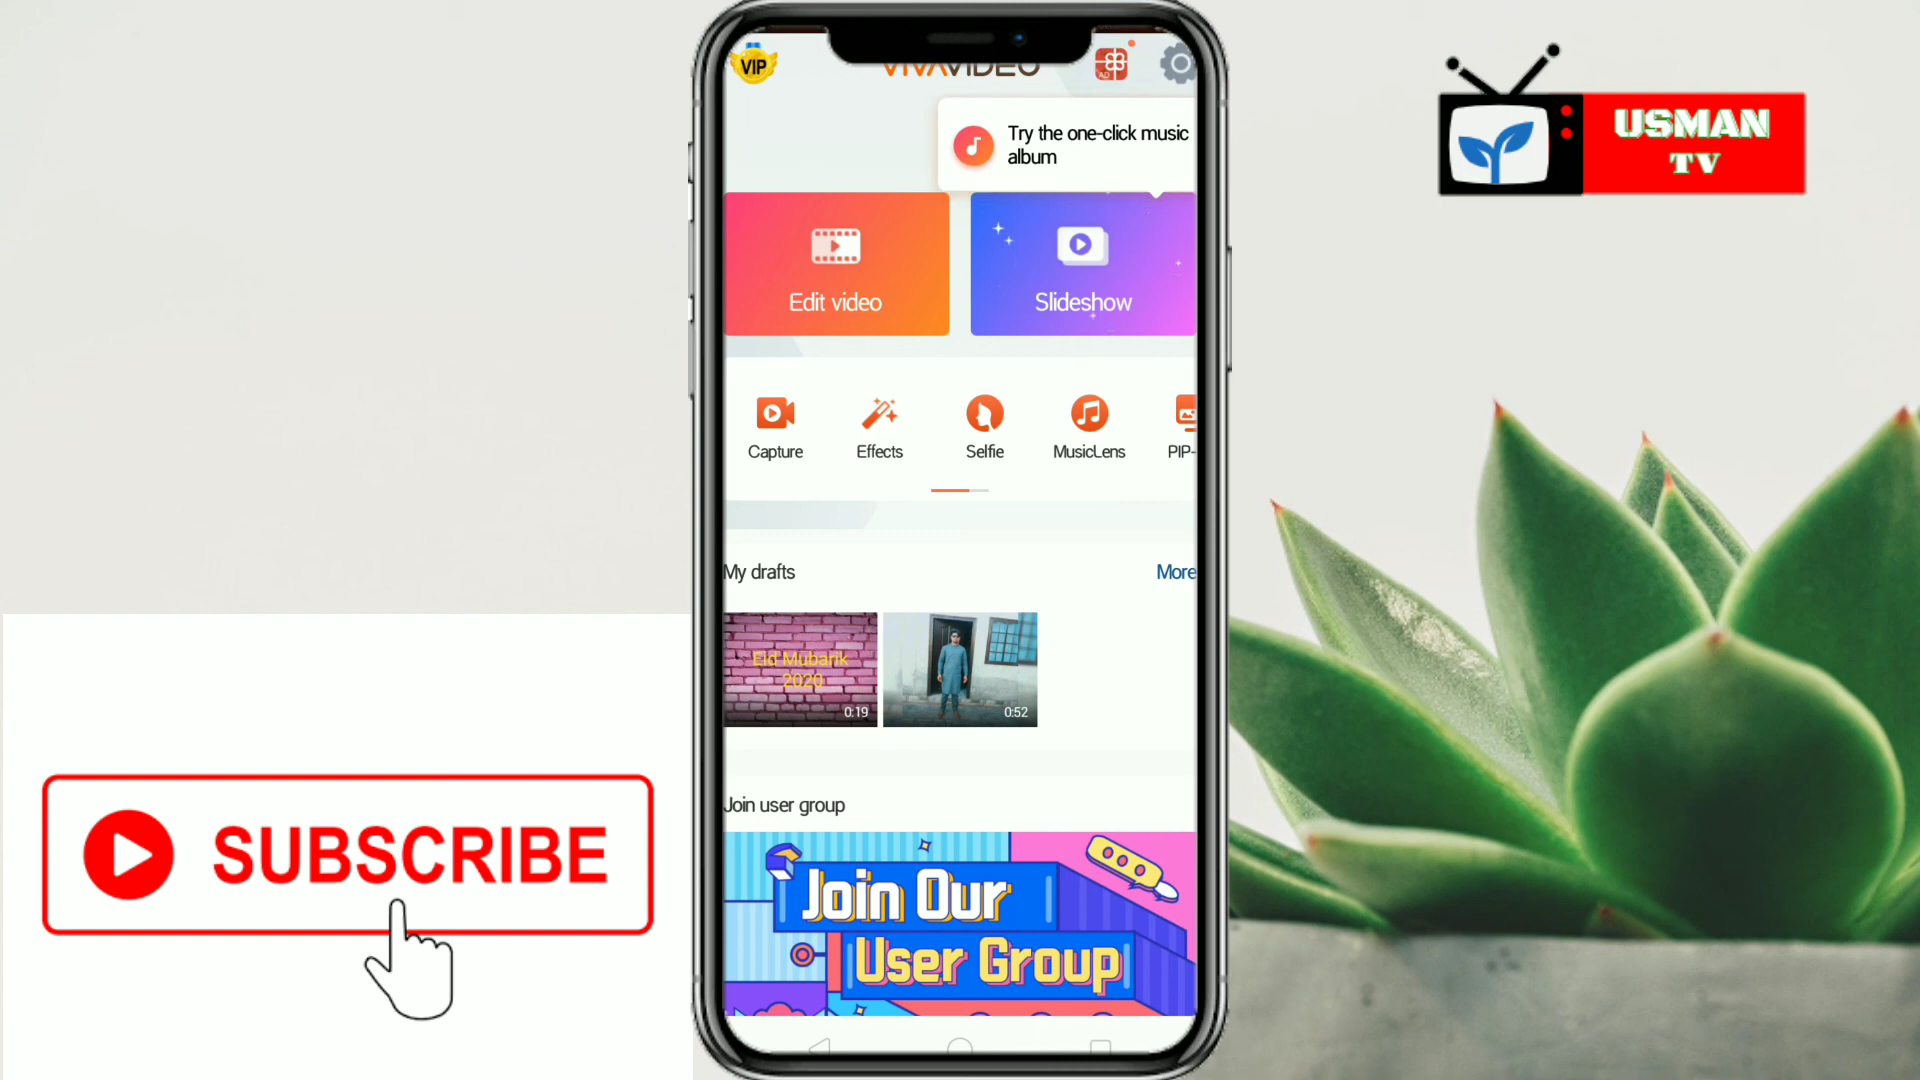 VIP
VIVAVIDEO
AD
Try the one-click music
album
Edit video
Slideshow
Capture
Effects
Selfie
MusicLens
PIP-
My drafts
More
Eid Mubarik
2020
0:19
0:52
Join user group
Join Our
User Group
USMAN
TV
SUBSCRIBE